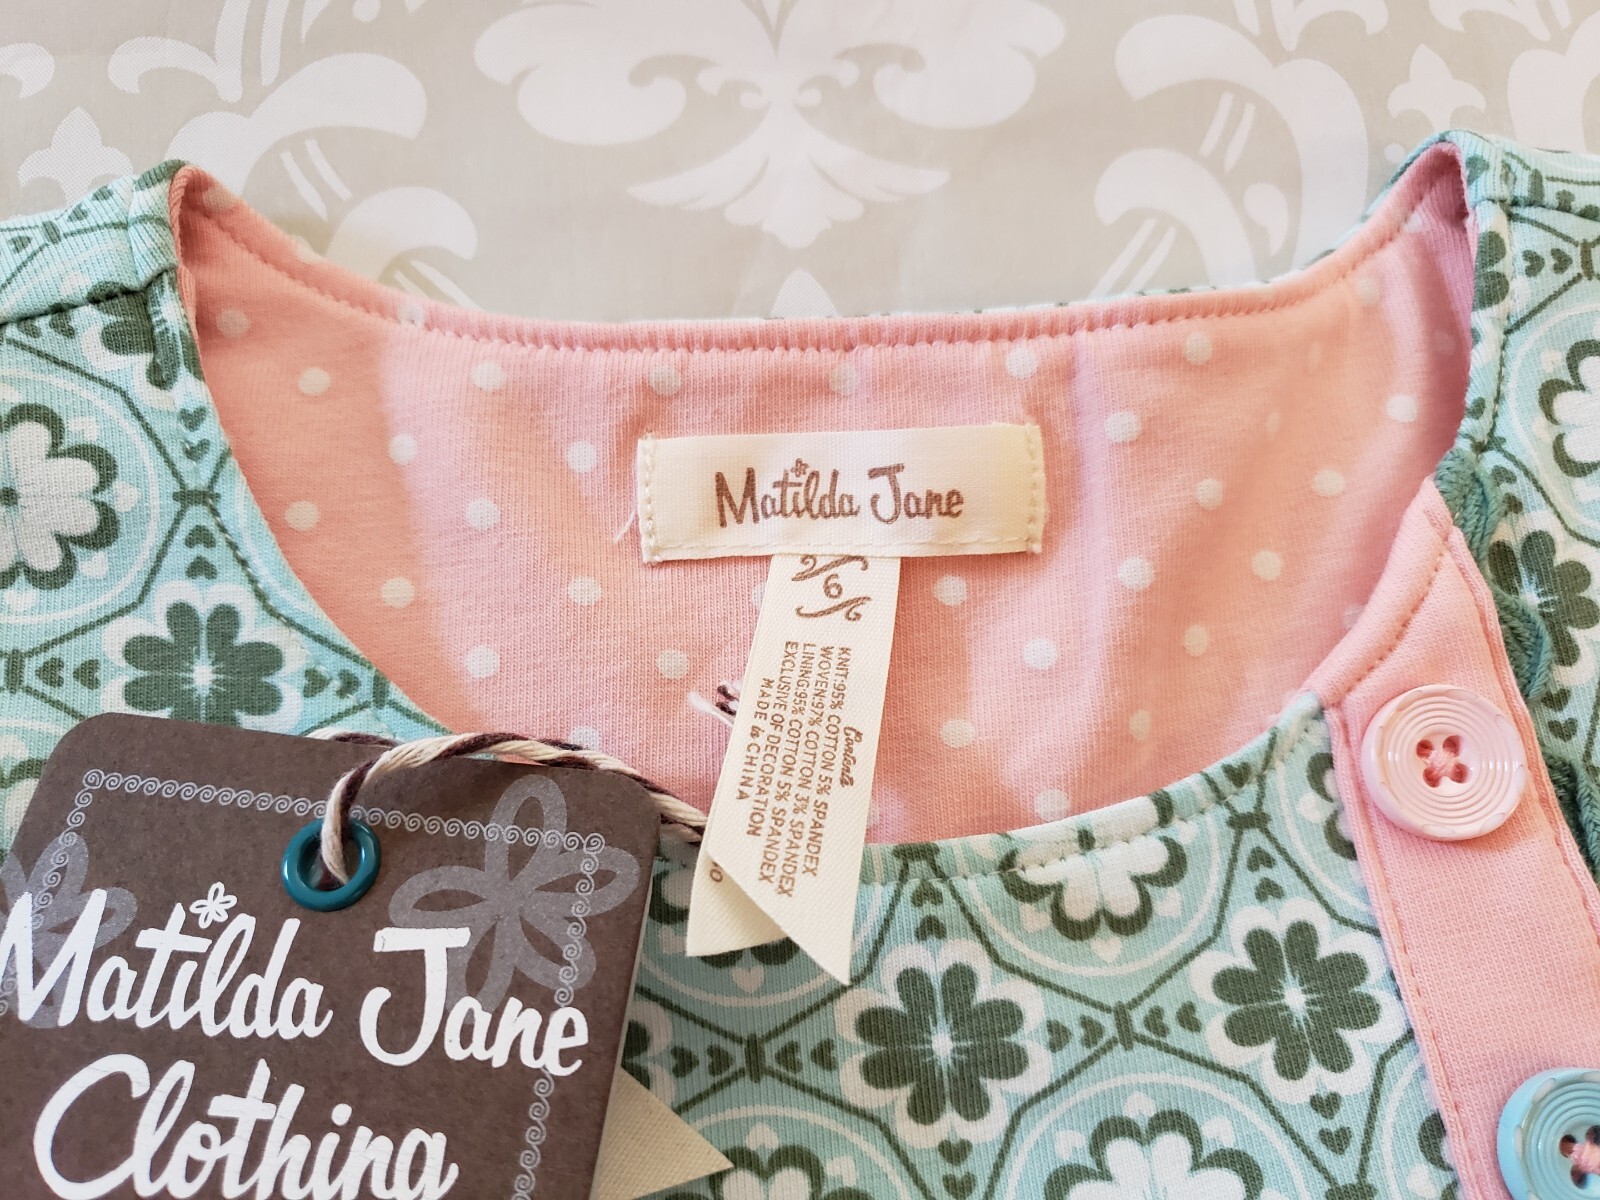 Matilda Jane
6
Contents
KNIT:95% COTTON 5% SPANDEX
WOVEN:97% COTTON 3% SPANDEX
LINING:95% COTTON 5% SPANDEX
EXCLUSIVE OF DECORATION
MADE in CHINA
Matilda Jane
Clothing